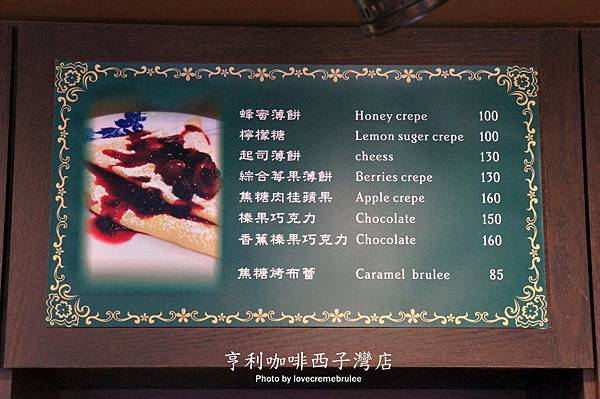 蜂密薄餅 Honey crepe 100
檸檬糖 Lemon suger crepe 100
起司薄餅 cheess 130
綜合莓果薄餅 Berries crepe 130
焦糖肉桂蘋果 Apple crepe 160
榛果巧克力 Chocolate 150
香蕉榛果巧克力 Chocolate 160
焦糖烤布蕾 Caramel brulee 85
亨利咖啡西子灣店
Photo by lovecremebrulee